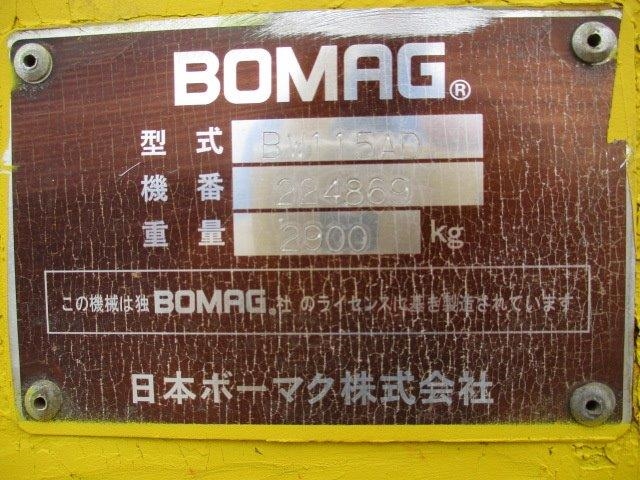 BOMAG®
型式 BW115AD
機番 224869
重量 2900 kg
この機械は独BOMAG®社のライセンスに基き製造されています
日本ボーマク株式会社